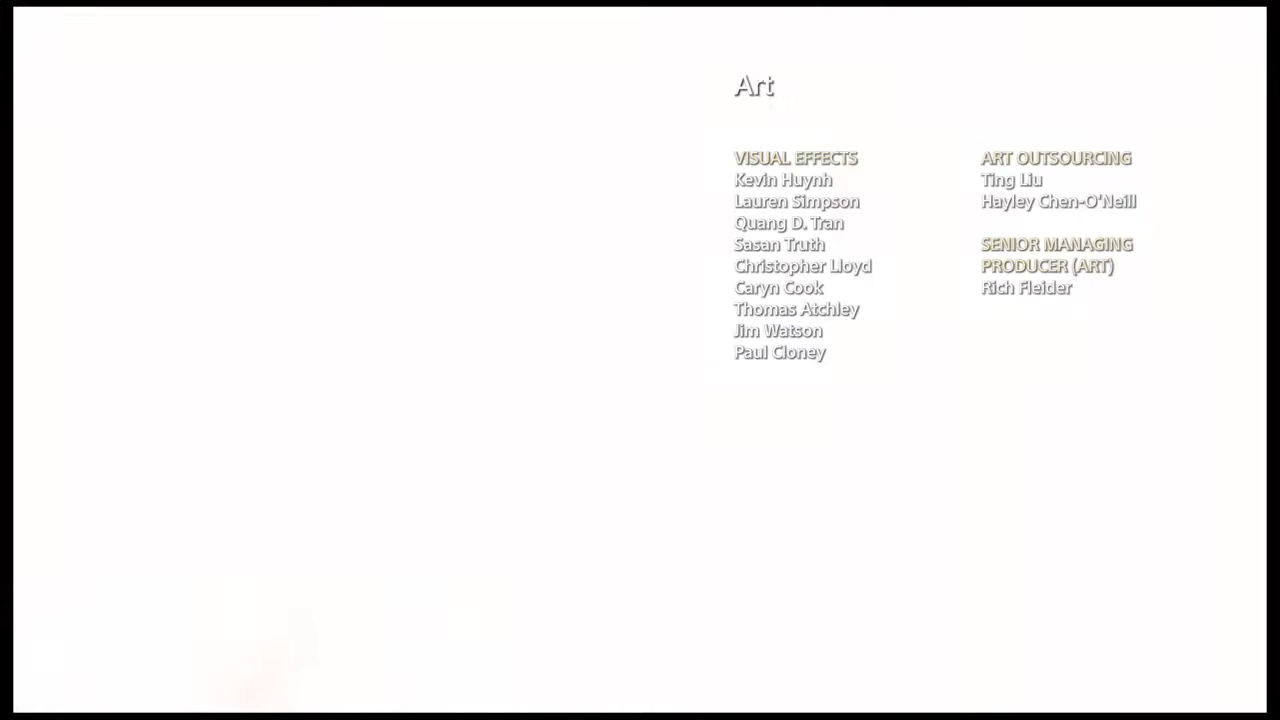 Art
VISUAL EFFECTS
Kevin Huynh
Lauren Simpson
Quang D. Tran
Sasan Truth
Christopher Lloyd
Caryn Cook
Thomas Atchley
Jim Watson
Paul Cloney
ART OUTSOURCING
Ting Liu
Hayley Chen-O'Neill
SENIOR MANAGING
PRODUCER (ART)
Rich Fleider